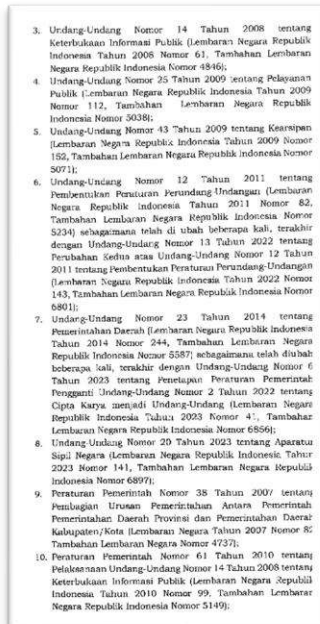 3. Undang-Undang Nomor 14 Tahun 2008 tentang
Keterbukaan Informasi Publik (Lembaran Negara Republik
Indonesia Tahun 2008 Nomor 61, Tambahan Lembaran
Negara Republik Indonesia Nomor 4846);
4. Undang-Undang Nomor 25 Tahun 2009 tentang Pelayanan
Publik (Lembaran Negara Republik Indonesia Tahun 2009
Nomor 112, Tambahan Lembaran Negara Republik
Indonesia Nomor 5038);
5. Undang-Undang Nomor 43 Tahun 2009 tentang Kearsipan
(Lembaran Negara Republik Indonesia Tahun 2009 Nomor
152, Tambahan Lembaran Negara Republik Indonesia Nomor
5071);
6. Undang-Undang Nomor 12 Tahun 2011 tentang
Pembentukan Peraturan Perundang-Undangan (Lembaran
Negara Republik Indonesia Tahun 2011 Nomor 82,
Tambahan Lembaran Negara Republik Indonesia Nomor
5234) sebagaimana telah di ubah beberapa kali, terakhir
dengan Undang-Undang Nomor 13 Tahun 2022 tentang
Perubahan Kedua atas Undang-Undang Nomor 12 Tahun
2011 tentang Pembentukan Peraturan Perundang-Undangan
(Lembaran Negara Republik Indonesia Tahun 2022 Nomor
143, Tambahan Lembaran Negara Republik Indonesia Nomor
6801);
7. Undang-Undang Nomor 23 Tahun 2014 tentang
Pemerintahan Daerah (Lembaran Negara Republik Indonesia
Tahun 2014 Nomor 244, Tambahan Lembaran Negara
Republik Indonesia Nomor 5587) sebagaimana telah diubah
beberapa kali, terakhir dengan Undang-Undang Nomor 6
Tahun 2023 tentang Penetapan Peraturan Pemerintah
Pengganti Undang-Undang Nomor 2 Tahun 2022 tentang
Cipta Karya menjadi Undang-Undang (Lembaran Negara
Republik Indonesia Tahun 2023 Nomor 41, Tambahan
Lembaran Negara Republik Indonesia Nomor 6856);
8. Undang-Undang Nomor 20 Tahun 2023 tentang Aparatur
Sipil Negara (Lembaran Negara Republik Indonesia Tahun
2023 Nomor 141, Tambahan Lembaran Negara Republik
Indonesia Nomor 6897);
9. Peraturan Pemerintah Nomor 38 Tahun 2007 tentang
Pembagian Urusan Pemerintahan Antara Pemerintah
Pemerintahan Daerah Provinsi dan Pemerintahan Daerah
Kabupaten/Kota (Lembaran Negara Tahun 2007 Nomor 82
Tambahan Lembaran Negara Nomor 4737);
10. Peraturan Pemerintah Nomor 61 Tahun 2010 tentang
Pelaksanaan Undang-Undang Nomor 14 Tahun 2008 tentang
Keterbukaan Informasi Publik (Lembaran Negara Republik
Indonesia Tahun 2010 Nomor 99, Tambahan Lembaran
Negara Republik Indonesia Nomor 5149);